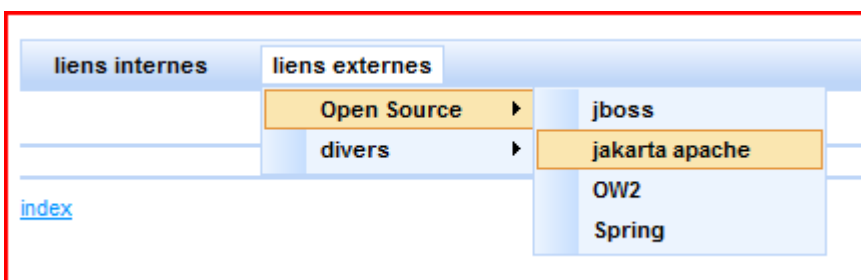 liens internes liens externes
Open Source jboss
divers jakarta apache
OW2
index
Spring